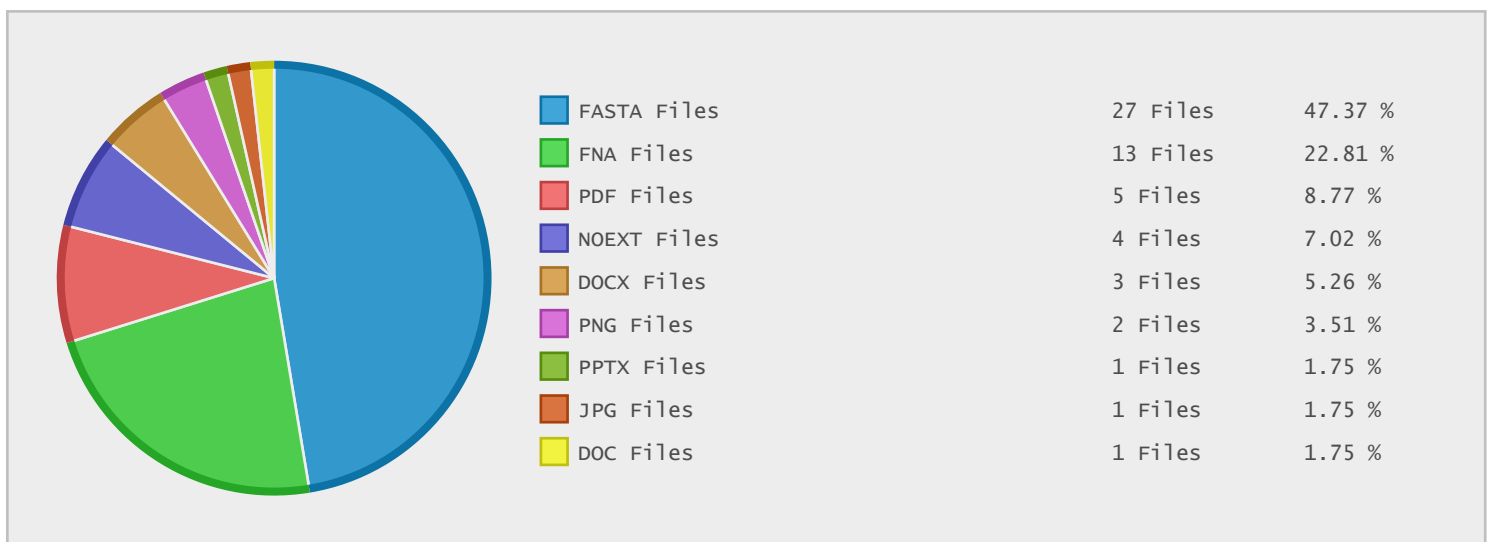 FASTA Files 27 Files 47.37 %
FNA Files 13 Files 22.81 %
PDF Files 5 Files 8.77 %
NOEXT Files 4 Files 7.02 %
DOCX Files 3 Files 5.26 %
PNG Files 2 Files 3.51 %
PPTX Files 1 Files 1.75 %
JPG Files 1 Files 1.75 %
DOC Files 1 Files 1.75 %